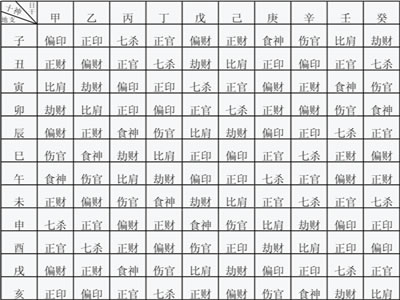 日干
十神
地支 甲 乙 丙 丁 戊 己 庚 辛 壬 癸
子 偏印 正印 七杀 正官 偏财 正财 食神 伤官 比肩 劫财
丑 正财 偏财 正官 七杀 劫财 比肩 正印 偏印 正官 七杀
寅 比肩 劫财 偏印 正印 七杀 正官 偏财 正财 食神 伤官
卯 劫财 比肩 正印 偏印 正官 七杀 正财 偏财 伤官 食神
辰 偏财 正财 食神 伤官 比肩 劫财 偏印 正印 七杀 正官
巳 伤官 食神 劫财 比肩 正印 偏印 正官 七杀 正财 偏财
午 食神 伤官 比肩 劫财 偏印 正印 七杀 正官 偏财 正财
未 正财 偏财 伤官 食神 劫财 比肩 正印 偏印 正官 七杀
申 七杀 正官 偏财 正财 食神 伤官 比肩 劫财 偏印 正印
酉 正官 七杀 正财 偏财 伤官 食神 劫财 比肩 正印 偏印
戌 偏财 正财 食神 伤官 比肩 劫财 偏印 正印 七杀 正官
亥 正印 偏印 正官 七杀 正财 偏财 伤官 食神 劫财 比肩